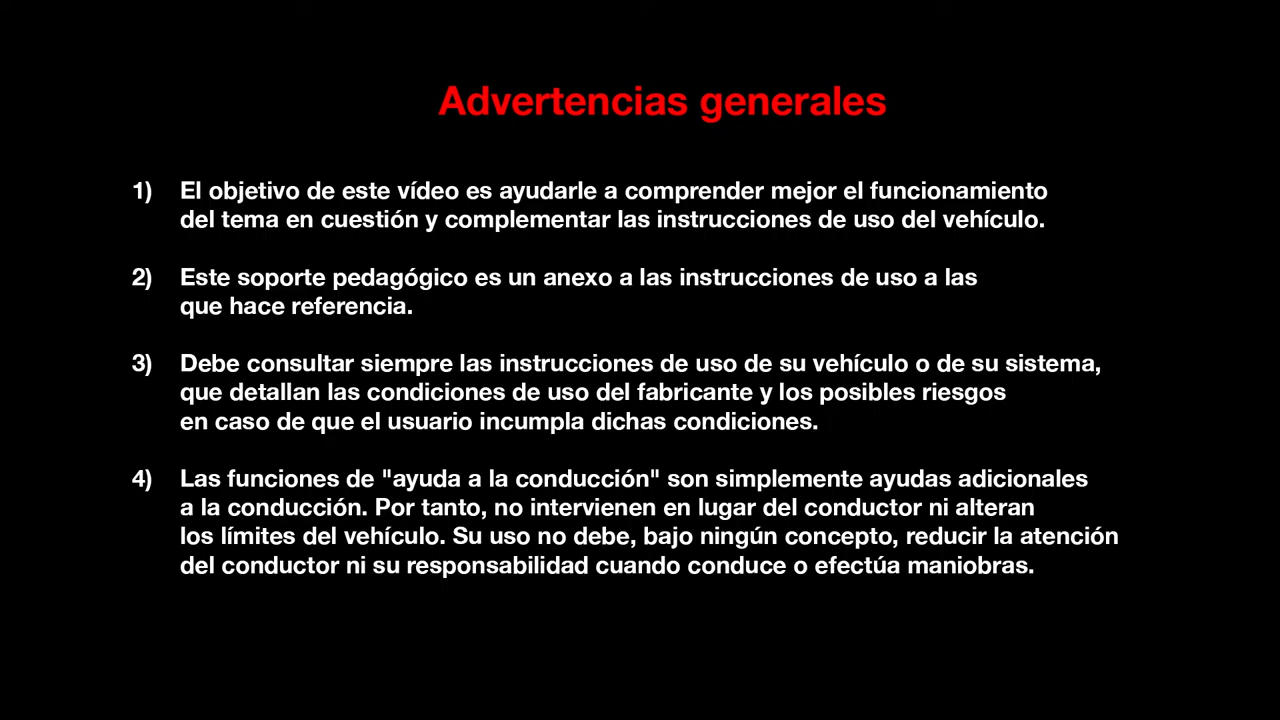 Advertencias generales
1) El objetivo de este vídeo es ayudarle a comprender mejor el funcionamiento
del tema en cuestión y complementar las instrucciones de uso del vehículo.
2) Este soporte pedagógico es un anexo a las instrucciones de uso a las
que hace referencia.
3) Debe consultar siempre las instrucciones de uso de su vehículo o de su sistema,
que detallan las condiciones de uso del fabricante y los posibles riesgos
en caso de que el usuario incumpla dichas condiciones.
4) Las funciones de "ayuda a la conducción" son simplemente ayudas adicionales
a la conducción. Por tanto, no intervienen en lugar del conductor ni alteran
los límites del vehículo. Su uso no debe, bajo ningún concepto, reducir la atención
del conductor ni su responsabilidad cuando conduce o efectúa maniobras.